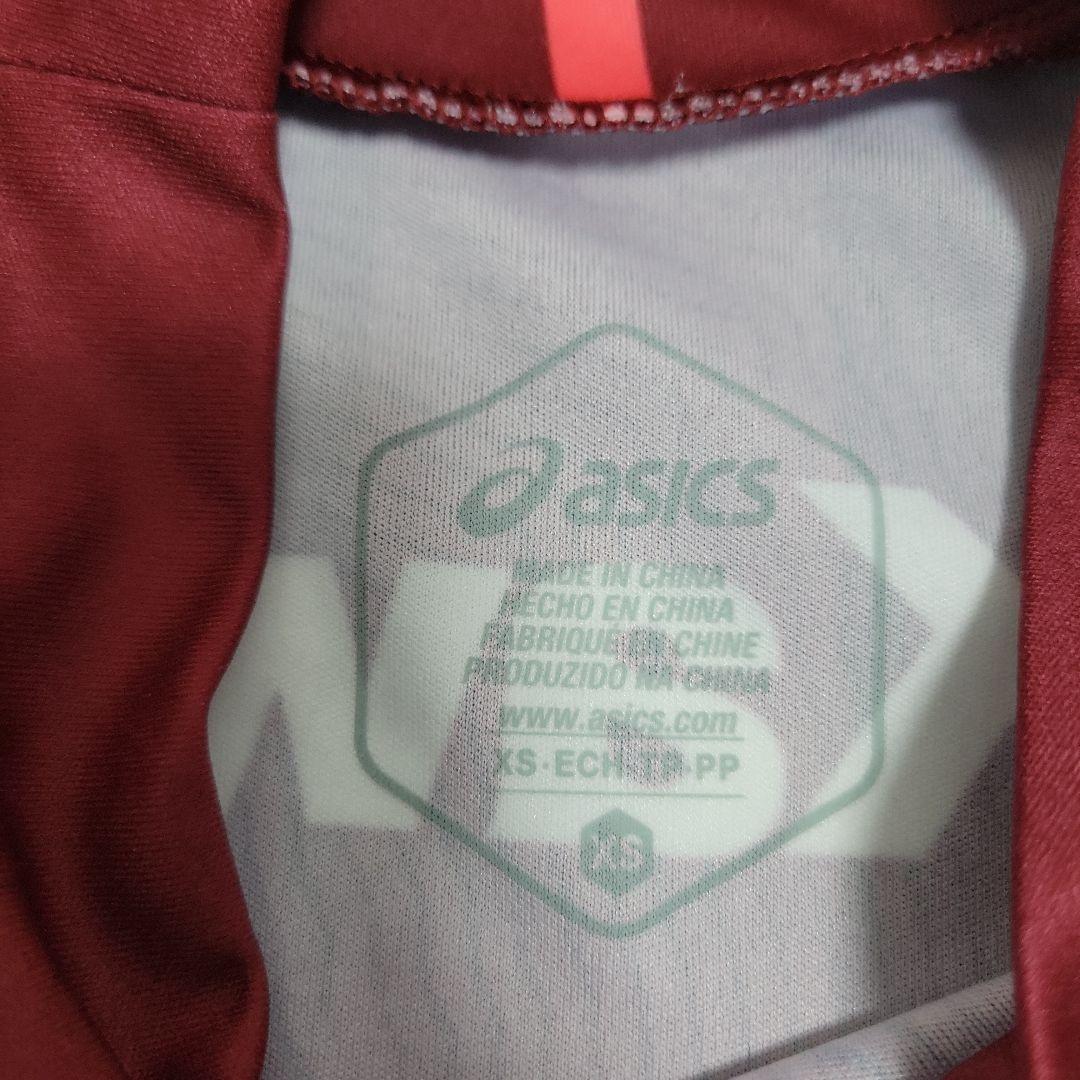 asics
MADE IN CHINA
HECHO EN CHINA
FABRIQUE EN CHINE
PRODUZIDO NA CHINA
www.asics.com
XS·ECH·TP·PP
XS